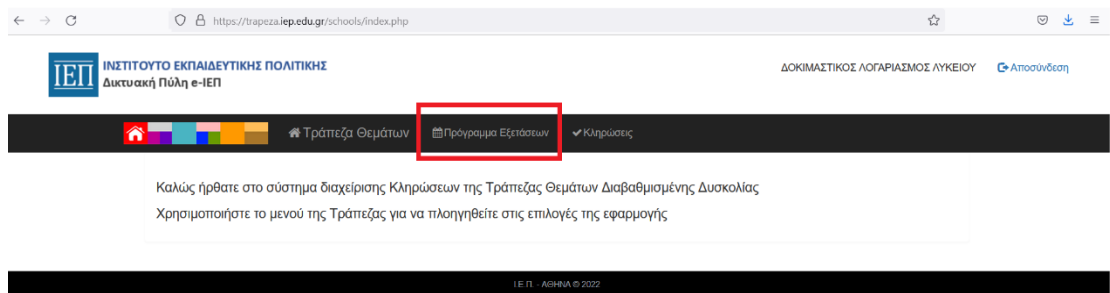 https://trapeza.iep.edu.gr/schools/index.php
ΙΕΠ
ΙΝΣΤΙΤΟΥΤΟ ΕΚΠΑΙΔΕΥΤΙΚΗΣ ΠΟΛΙΤΙΚΗΣ
Δικτυακή Πύλη e-ΙΕΠ
ΔΟΚΙΜΑΣΤΙΚΟΣ ΛΟΓΑΡΙΑΣΜΟΣ ΛΥΚΕΙΟΥ Αποσύνδεση
Τράπεζα Θεμάτων Πρόγραμμα Εξετάσεων Κληρώσεις
Καλώς ήρθατε στο σύστημα διαχείρισης Κληρώσεων της Τράπεζας Θεμάτων Διαβαθμισμένης Δυσκολίας
Χρησιμοποιήστε το μενού της Τράπεζας για να πλοηγηθείτε στις επιλογές της εφαρμογής
Ι.Ε.Π. - ΑΘΗΝΑ © 2022